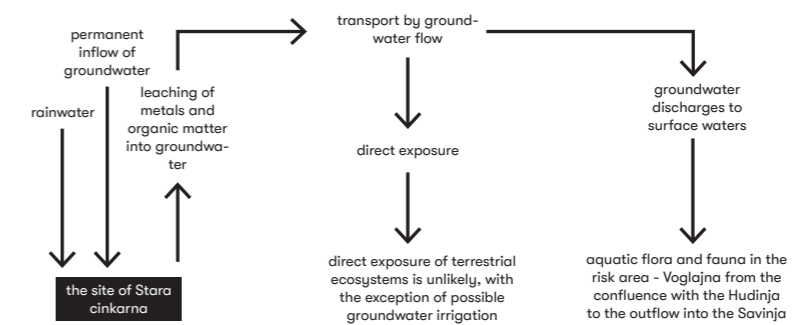 permanent
inflow of
groundwater
rainwater
leaching of
metals and
organic matter
into groundwa-
ter
the site of Stara
cinkarna
transport by ground-
water flow
direct exposure
direct exposure of terrestrial
ecosystems is unlikely, with
the exception of possible
groundwater irrigation
groundwater
discharges to
surface waters
aquatic flora and fauna in the
risk area - Voglajna from the
confluence with the Hudinja
to the outflow into the Savinja